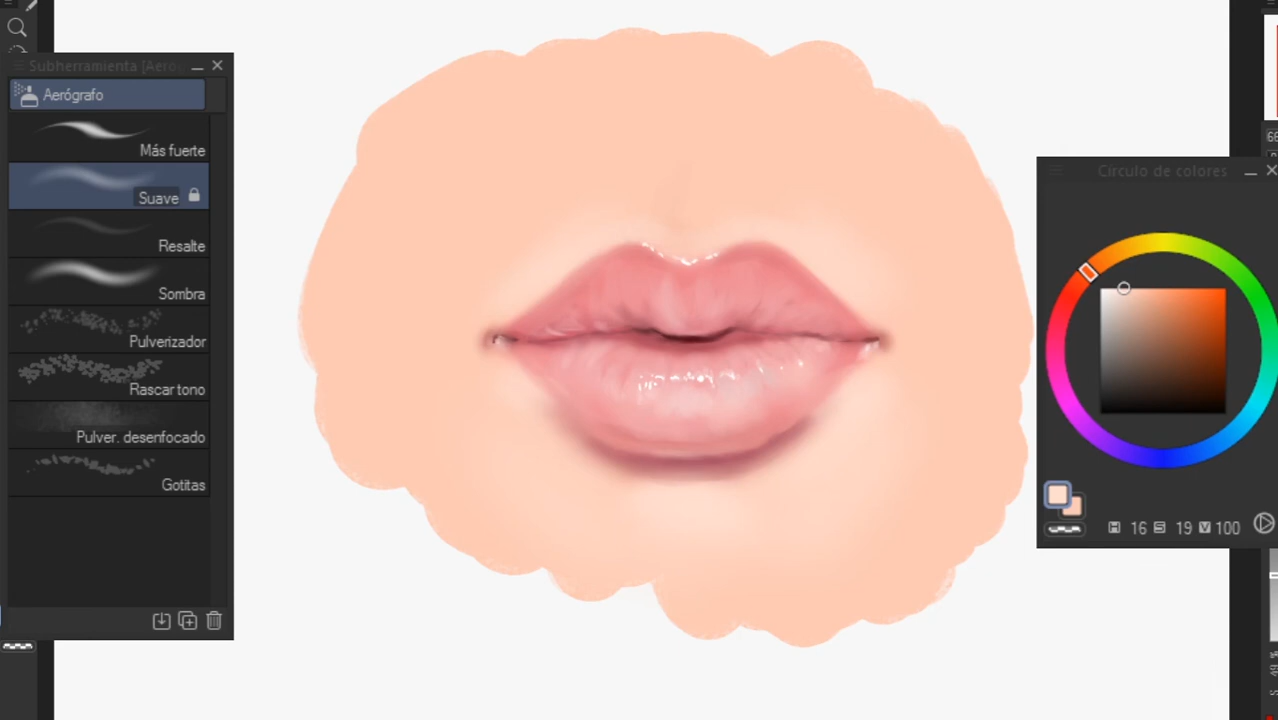 Subherramienta [Aeró
Aerógrafo
Más fuerte
Suave
Resalte
Sombra
Pulverizador
Rascar tono
Pulver. desenfocado
Gotitas
Círculo de colores
H 16 S 19 V 100